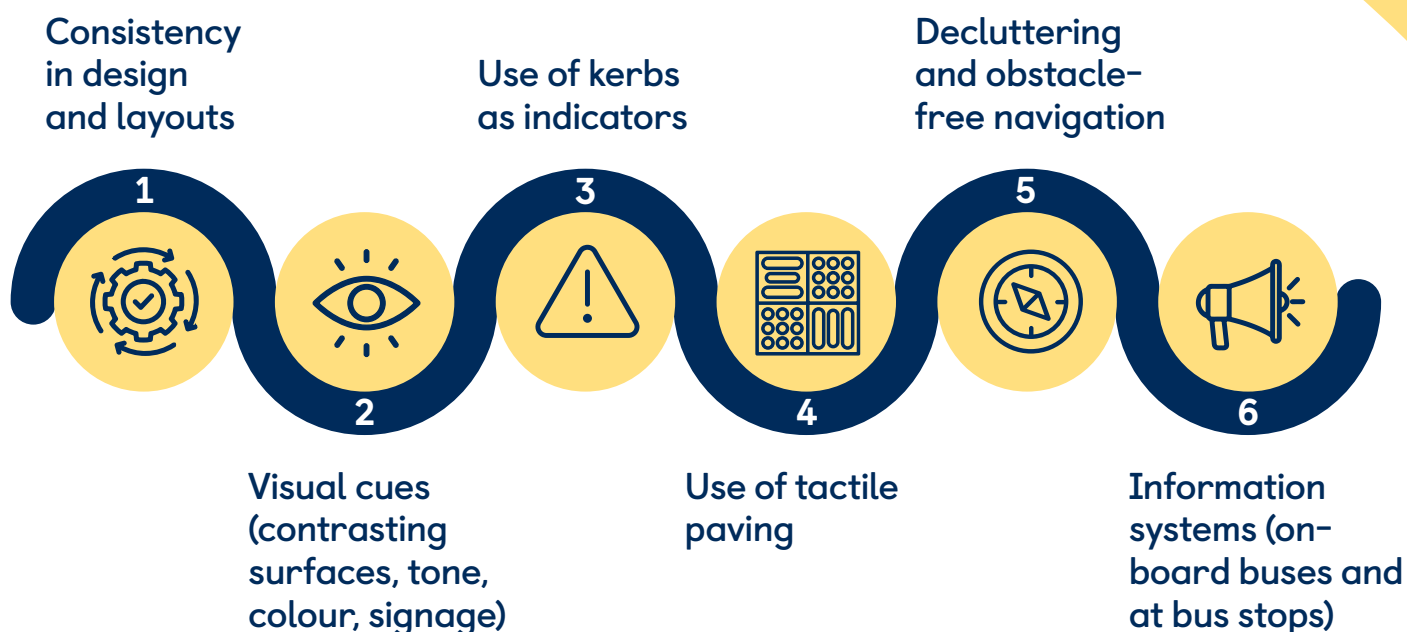 1
Consistency
in design
and layouts
2
Visual cues
(contrasting
surfaces, tone,
colour, signage)
3
Use of kerbs
as indicators
4
Use of tactile
paving
5
Decluttering
and obstacle-
free navigation
6
Information
systems (on-
board buses and
at bus stops)